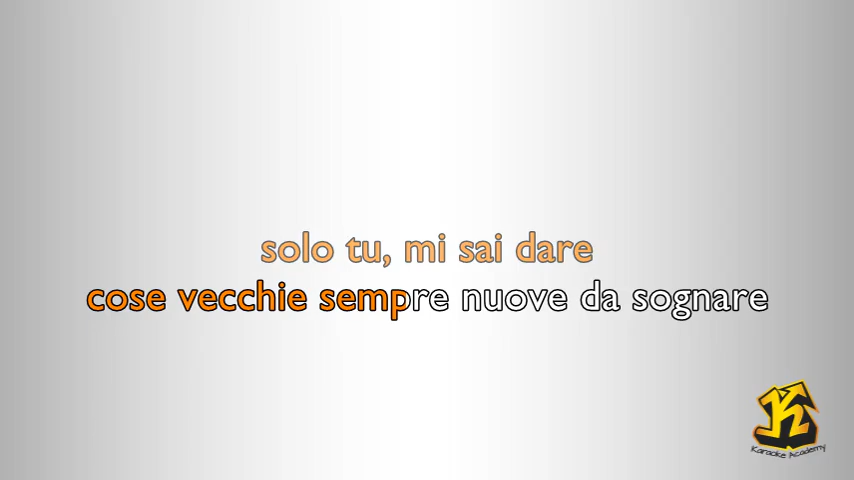 solo tu, mi sai dare
cose vecchie sempre nuove da sognare
K
Karaoke Academy